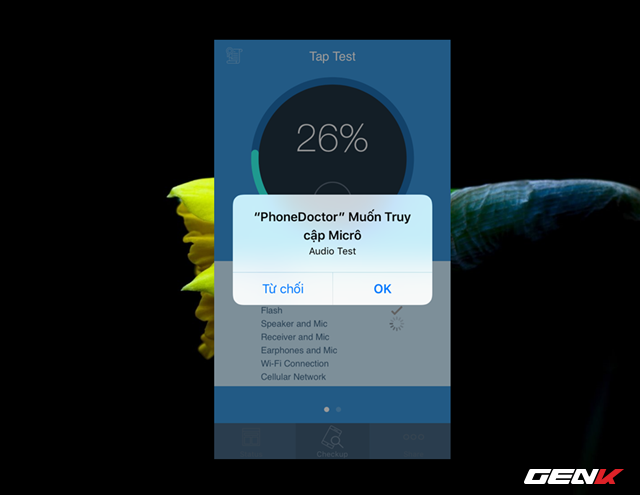 Tap Test
26%
"PhoneDoctor" Muốn Truy
cập Micrô
Audio Test
Từ chối OK
Flash
Speaker and Mic
Receiver and Mic
Earphones and Mic
Wi-Fi Connection
Cellular Network
Checkup
GENK